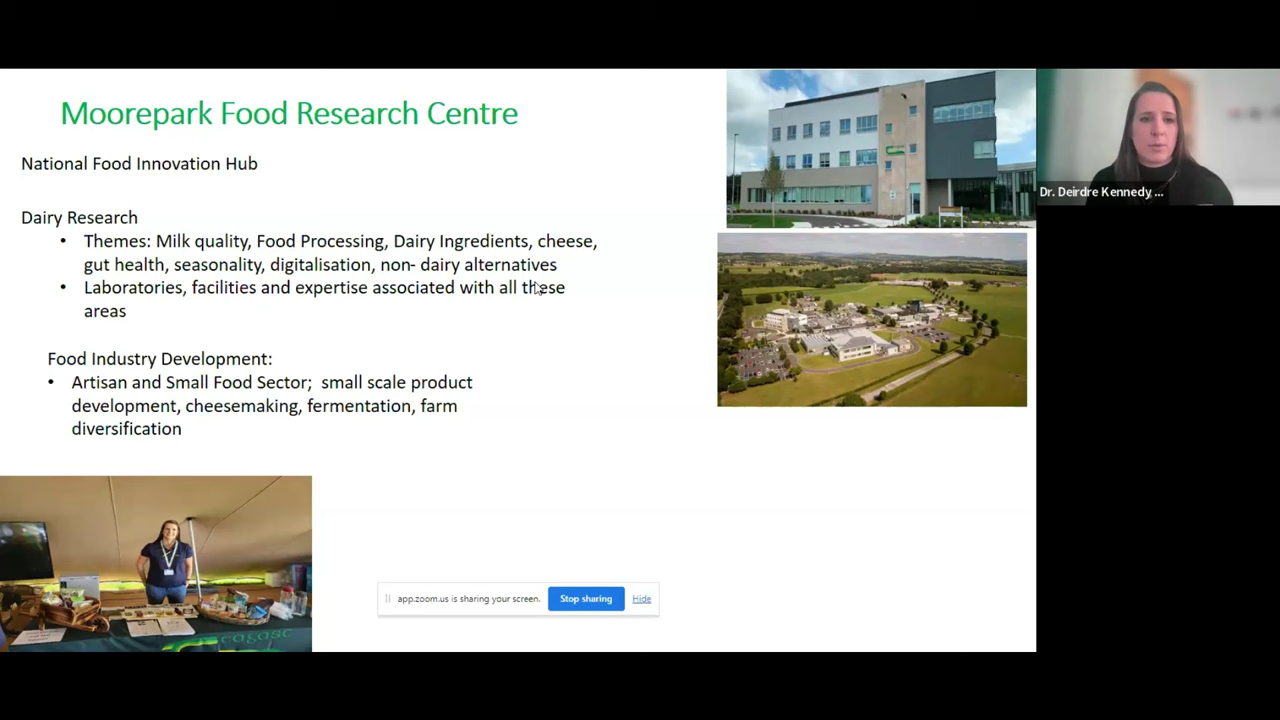 Moorepark Food Research Centre
National Food Innovation Hub
Dairy Research
• Themes: Milk quality, Food Processing, Dairy Ingredients, cheese,
gut health, seasonality, digitalisation, non- dairy alternatives
• Laboratories, facilities and expertise associated with all these
areas
Food Industry Development:
• Artisan and Small Food Sector;  small scale product
development, cheesemaking, fermentation, farm
diversification
Dr. Deirdre Kennedy, ...
app.zoom.us is sharing your screen.
Stop sharing
Hide